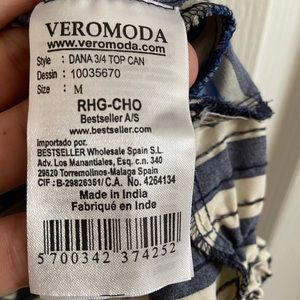 VEROMODA
www.veromoda.com
Style : DANA 3/4 TOP CAN
Dessin : 10035670
Size : M
RHG-CHO
Bestseller A/S
www.bestseller.com
Importado por:
BESTSELLER Wholesale Spain S.L.
Adv. Los Manantiales, Esq. c.n. 340
29620 Torremolinos-Malaga Spain
CIF : B-29826351/ C.A. No. 4264134
Made in India
Fabriqué en Inde
5 700342 374252